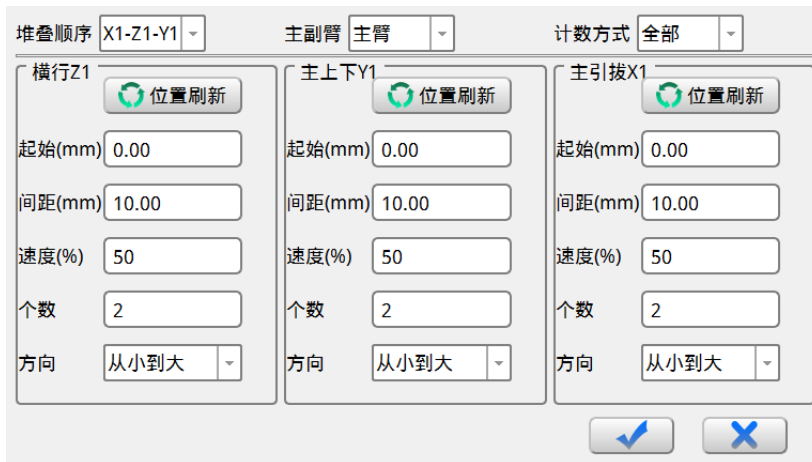 堆叠顺序 X1-Z1-Y1 主副臂 主臂 计数方式 全部
横行Z1 主上下Y1 主引拔X1
位置刷新 位置刷新 位置刷新
起始(mm) 0.00 起始(mm) 0.00 起始(mm) 0.00
间距(mm) 10.00 间距(mm) 10.00 间距(mm) 10.00
速度(%) 50 速度(%) 50 速度(%) 50
个数 2 个数 2 个数 2
方向 从小到大 方向 从小到大 方向 从小到大